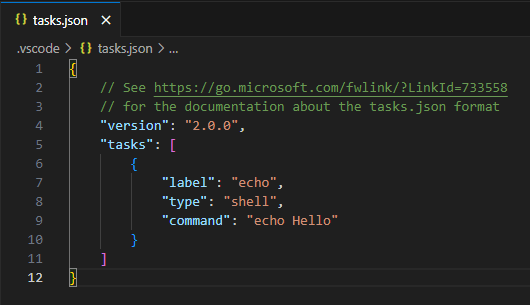 {} tasks.json ×
.vscode > {} tasks.json > ...
1 {
2     // See https://go.microsoft.com/fwlink/?LinkId=733558
3     // for the documentation about the tasks.json format
4     "version": "2.0.0",
5     "tasks": [
6         {
7             "label": "echo",
8             "type": "shell",
9             "command": "echo Hello"
10         }
11     ]
12 }